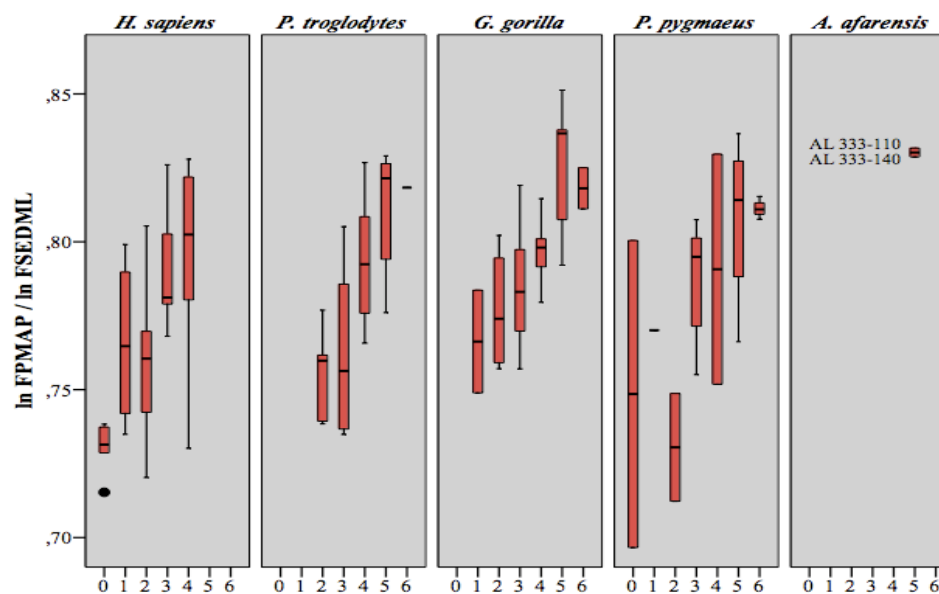 H. sapiens P. troglodytes G. gorilla P. pygmaeus A. afarensis
ln FPMAP / ln FSEDML
,85
,80
,75
,70
AL 333-110
AL 333-140
0 1 2 3 4 5 6 0 1 2 3 4 5 6 0 1 2 3 4 5 6 0 1 2 3 4 5 6 0 1 2 3 4 5 6